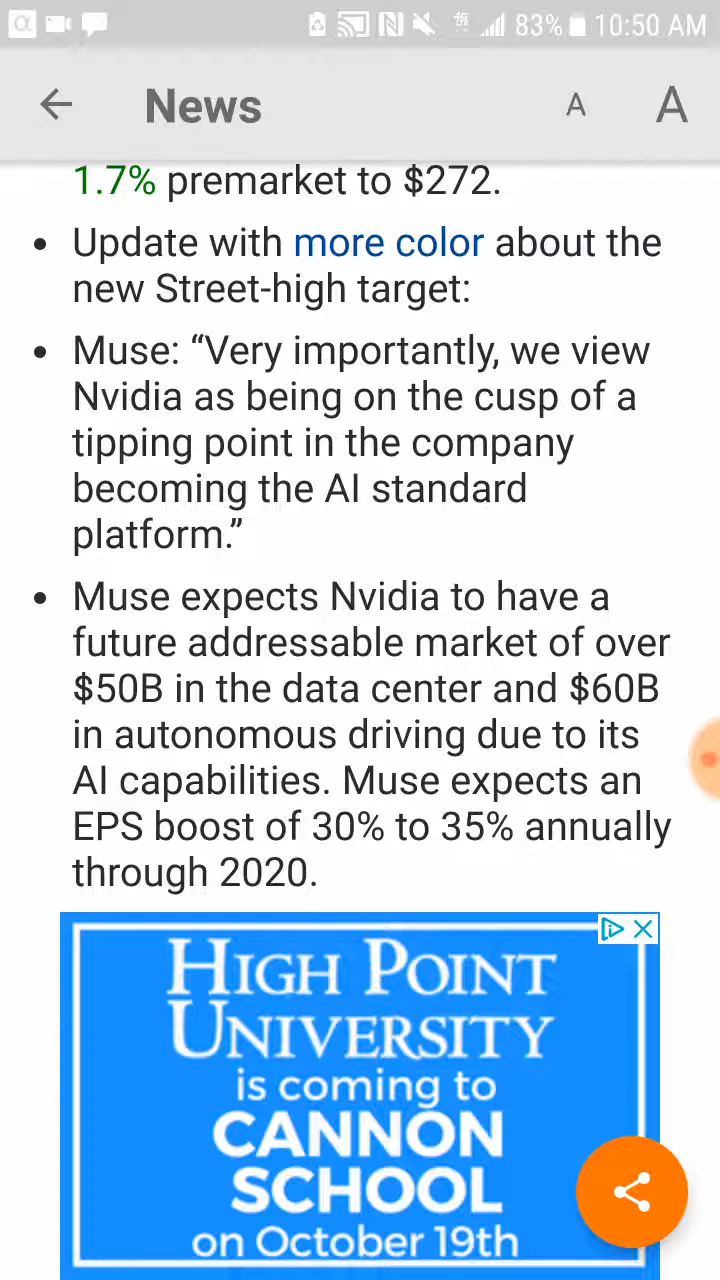 83% 10:50 AM
News A A
1.7% premarket to $272.
• Update with more color about the
new Street-high target:
• Muse: “Very importantly, we view
Nvidia as being on the cusp of a
tipping point in the company
becoming the AI standard
platform.”
• Muse expects Nvidia to have a
future addressable market of over
$50B in the data center and $60B
in autonomous driving due to its
AI capabilities. Muse expects an
EPS boost of 30% to 35% annually
through 2020.
HIGH POINT
UNIVERSITY
is coming to
CANNON
SCHOOL
on October 19th